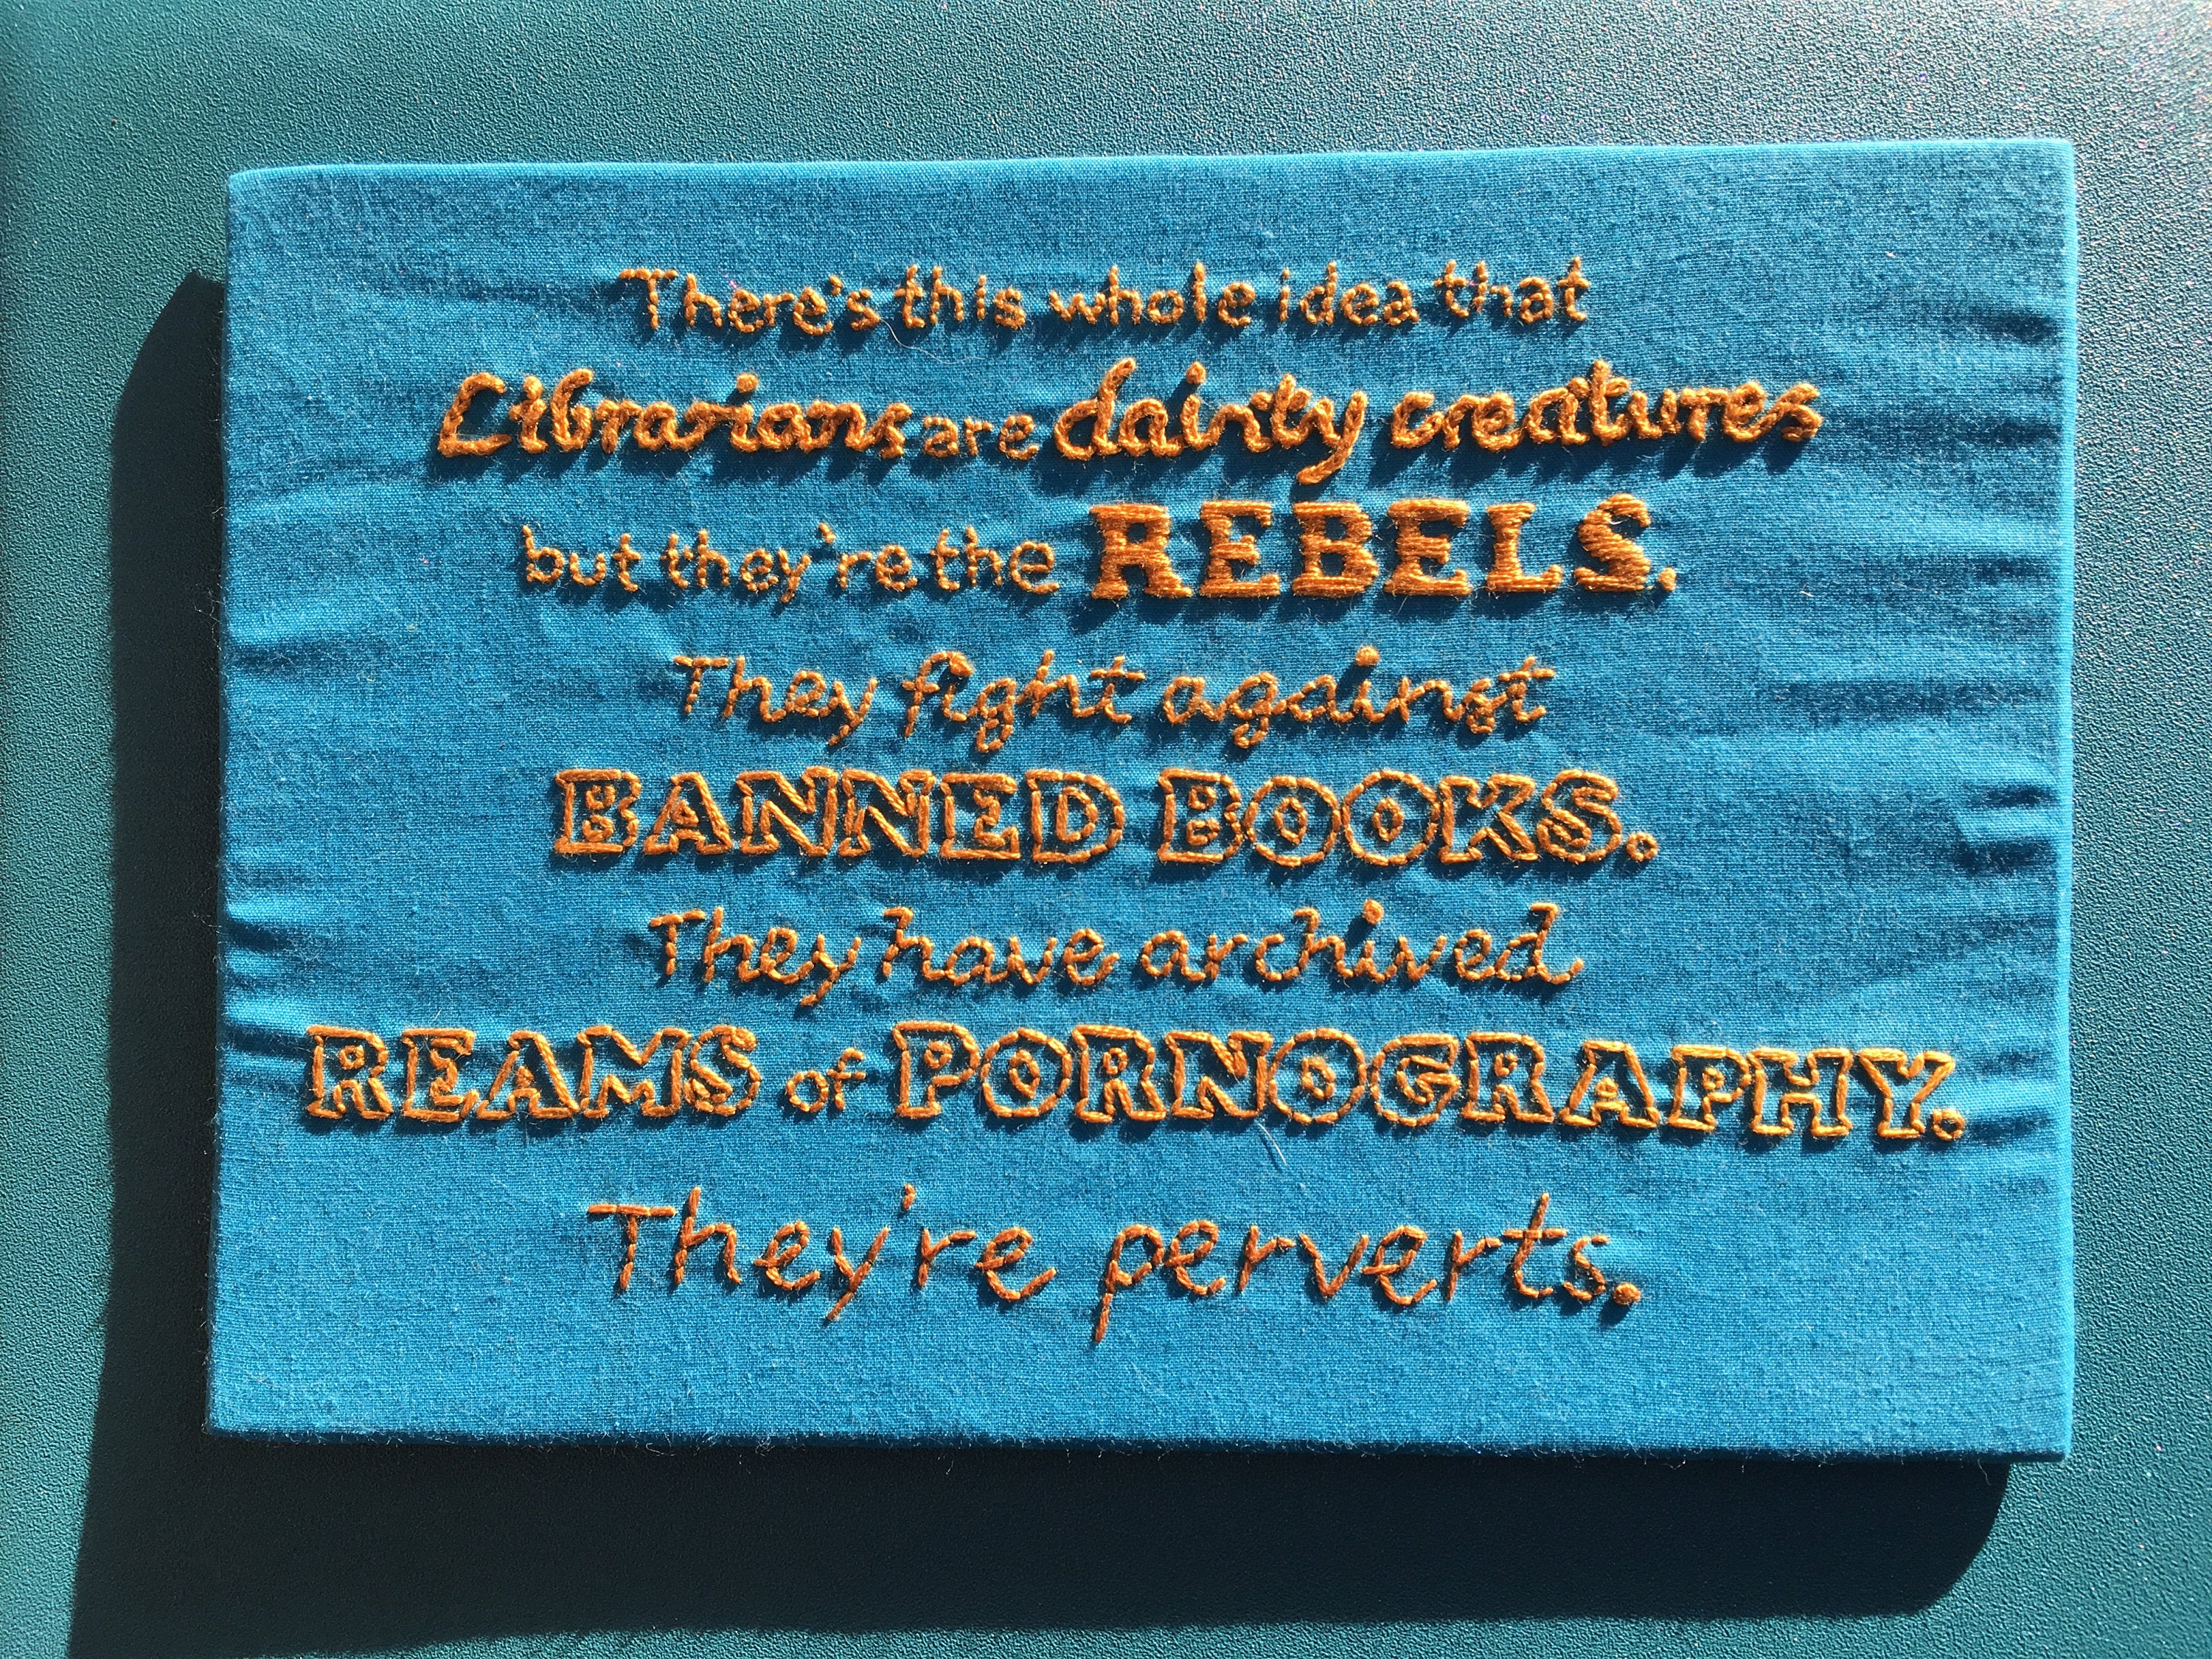 There's this whole idea that
Librarians are dainty creatures
but they're the REBELS.
They fight against
BANNED BOOKS.
They have archived
REAMS of PORNOGRAPHY.
They're perverts.